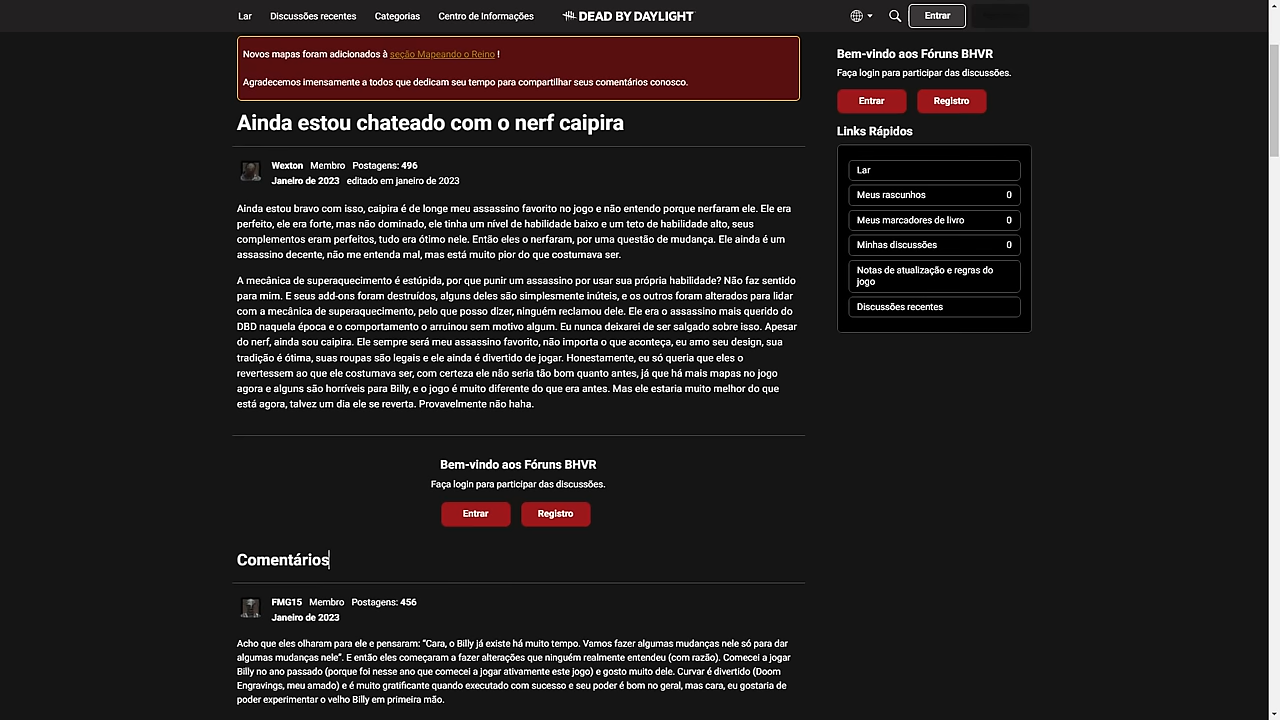 Lar Discussões recentes Categorias Centro de Informações DEAD BY DAYLIGHT Entrar
Novos mapas foram adicionados à seção Mapeando o Reino !
Agradecemos imensamente a todos que dedicam seu tempo para compartilhar seus comentários conosco.
Ainda estou chateado com o nerf caipira
Wexton Membro Postagens: 496
Janeiro de 2023 editado em janeiro de 2023
Ainda estou bravo com isso, caipira é de longe meu assassino favorito no jogo e não entendo porque nerfaram ele. Ele era
perfeito, ele era forte, mas não dominado, ele tinha um nível de habilidade baixo e um teto de habilidade alto, seus
complementos eram perfeitos, tudo era ótimo nele. Então eles o nerfaram, por uma questão de mudança. Ele ainda é um
assassino decente, não me entenda mal, mas está muito pior do que costumava ser.
A mecânica de superaquecimento é estúpida, por que punir um assassino por usar sua própria habilidade? Não faz sentido
para mim. E seus add-ons foram destruídos, alguns deles são simplesmente inúteis, e os outros foram alterados para lidar
com a mecânica de superaquecimento, pelo que posso dizer, ninguém reclamou dele. Ele era o assassino mais querido do
DBD naquela época e o comportamento o arruinou sem motivo algum. Eu nunca deixarei de ser salgado sobre isso. Apesar
do nerf, ainda sou caipira. Ele sempre será meu assassino favorito, não importa o que aconteça, eu amo seu design, sua
tradição é ótima, suas roupas são legais e ele ainda é divertido de jogar. Honestamente, eu só queria que eles o
revertessem ao que ele costumava ser, com certeza ele não seria tão bom quanto antes, já que há mais mapas no jogo
agora e alguns são horríveis para Billy, e o jogo é muito diferente do que era antes. Mas ele estaria muito melhor do que
está agora, talvez um dia ele se reverta. Provavelmente não haha.
Bem-vindo aos Fóruns BHVR
Faça login para participar das discussões.
Entrar Registro
Comentários
FMG15 Membro Postagens: 456
Janeiro de 2023
Acho que eles olharam para ele e pensaram: “Cara, o Billy já existe há muito tempo. Vamos fazer algumas mudanças nele só para dar
algumas mudanças nele”. E então eles começaram a fazer alterações que ninguém realmente entendeu (com razão). Comecei a jogar
Billy no ano passado (porque foi nesse ano que comecei a jogar ativamente este jogo) e gosto muito dele. Curvar é divertido (Doom
Engravings, meu amado) e é muito gratificante quando executado com sucesso e seu poder é bom no geral, mas cara, eu gostaria de
poder experimentar o velho Billy em primeira mão.
Bem-vindo aos Fóruns BHVR
Faça login para participar das discussões.
Entrar Registro
Links Rápidos
Lar
Meus rascunhos 0
Meus marcadores de livro 0
Minhas discussões 0
Notas de atualização e regras do
jogo
Discussões recentes